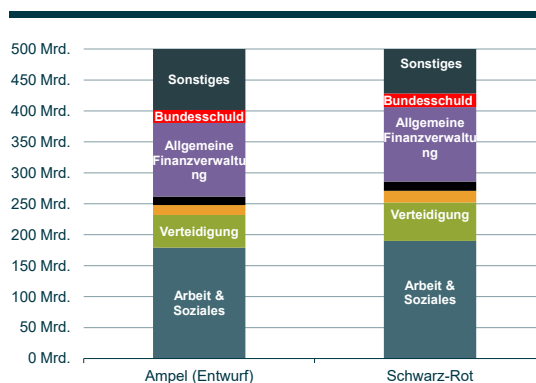 500 Mrd.
450 Mrd.
400 Mrd.
350 Mrd.
300 Mrd.
250 Mrd.
200 Mrd.
150 Mrd.
100 Mrd.
50 Mrd.
0 Mrd.
Sonstiges
Bundesschuld
Allgemeine
Finanzverwaltu
ng
Verteidigung
Arbeit &
Soziales
Sonstiges
Bundesschuld
Allgemeine
Finanzverwaltu
ng
Verteidigung
Arbeit &
Soziales
Ampel (Entwurf)
Schwarz-Rot